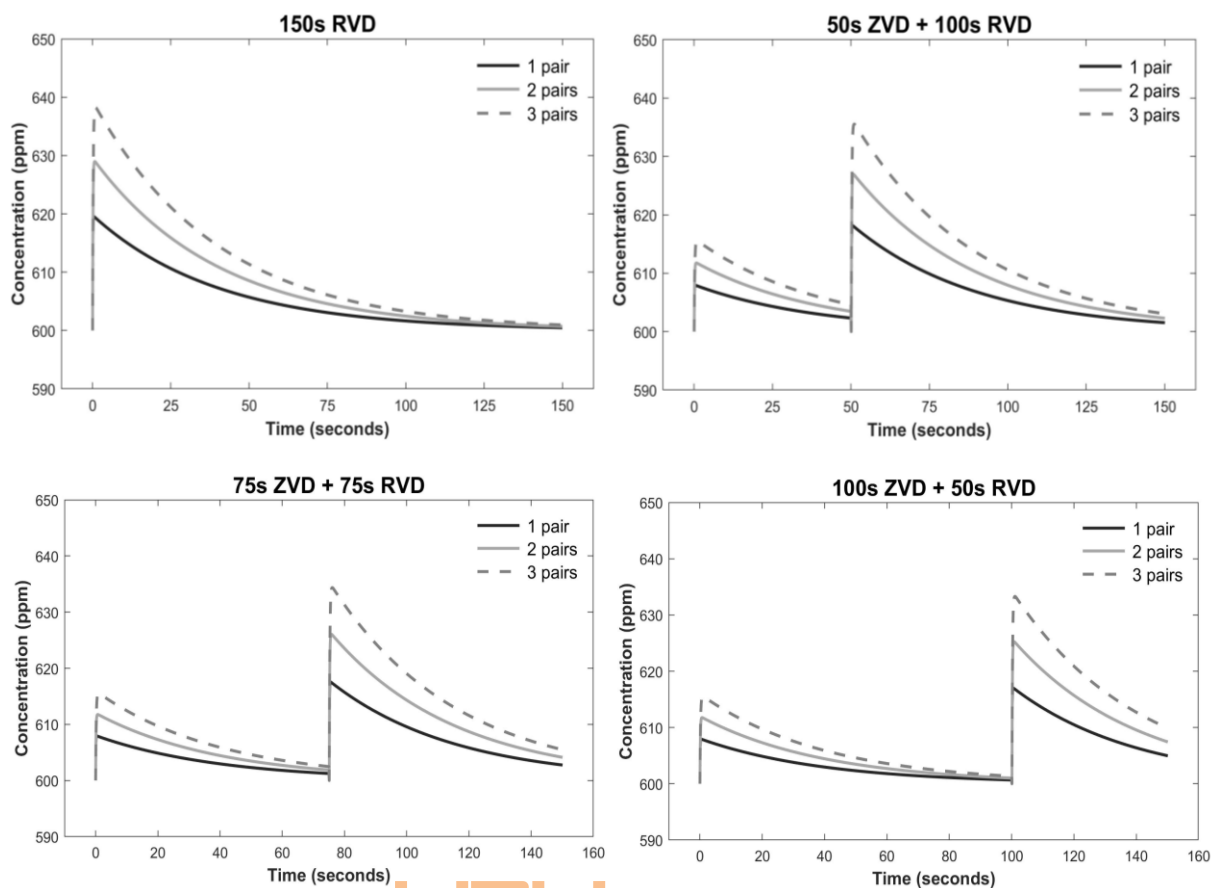 150s RVD
650
640
630
620
610
600
590
0 25 50 75 100 125 150
Concentration (ppm)
Time (seconds)
1 pair
2 pairs
3 pairs
50s ZVD + 100s RVD
650
640
630
620
610
600
590
0 25 50 75 100 125 150
Concentration (ppm)
Time (seconds)
1 pair
2 pairs
3 pairs
75s ZVD + 75s RVD
650
640
630
620
610
600
590
0 20 40 60 80 100 120 140 160
Concentration (ppm)
Time (seconds)
1 pair
2 pairs
3 pairs
100s ZVD + 50s RVD
650
640
630
620
610
600
590
0 20 40 60 80 100 120 140 160
Concentration (ppm)
Time (seconds)
1 pair
2 pairs
3 pairs